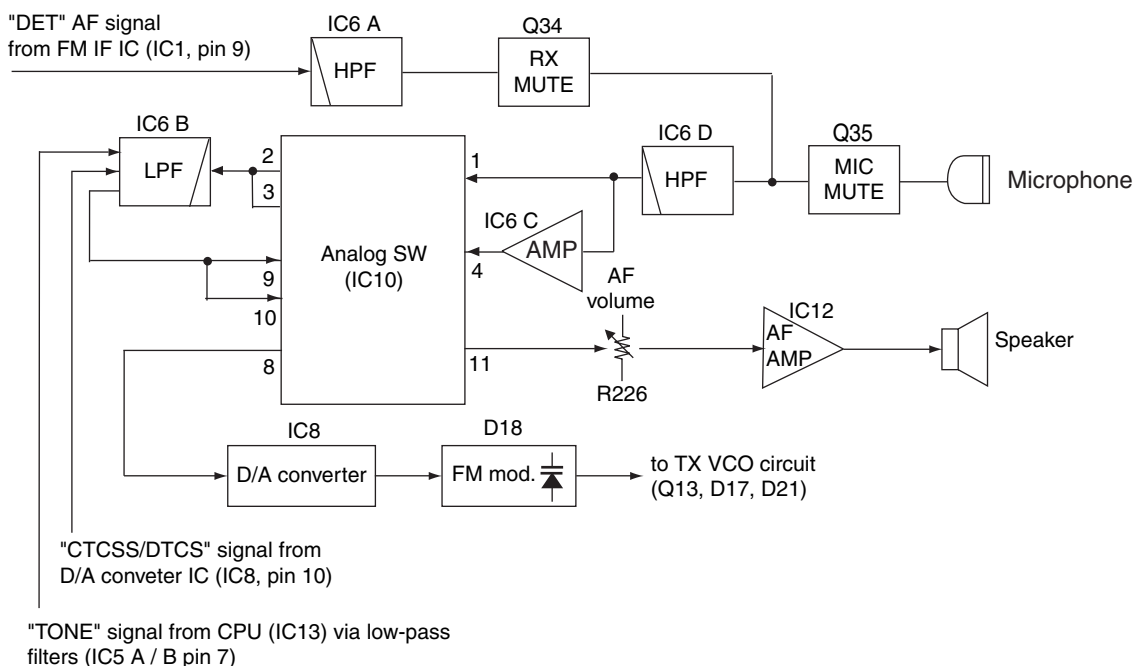 "DET" AF signal
from FM IF IC (IC1, pin 9)
IC6 A
HPF
Q34
RX
MUTE
IC6 B
LPF
2
3
9
10
8
Analog SW
(IC10)
1
4
11
IC6 D
HPF
IC6 C
AMP
Q35
MIC
MUTE
Microphone
AF
volume
R226
IC12
AF
AMP
Speaker
IC8
D/A converter
D18
FM mod.
to TX VCO circuit
(Q13, D17, D21)
"CTCSS/DTCS" signal from
D/A conveter IC (IC8, pin 10)
"TONE" signal from CPU (IC13) via low-pass
filters (IC5 A / B pin 7)